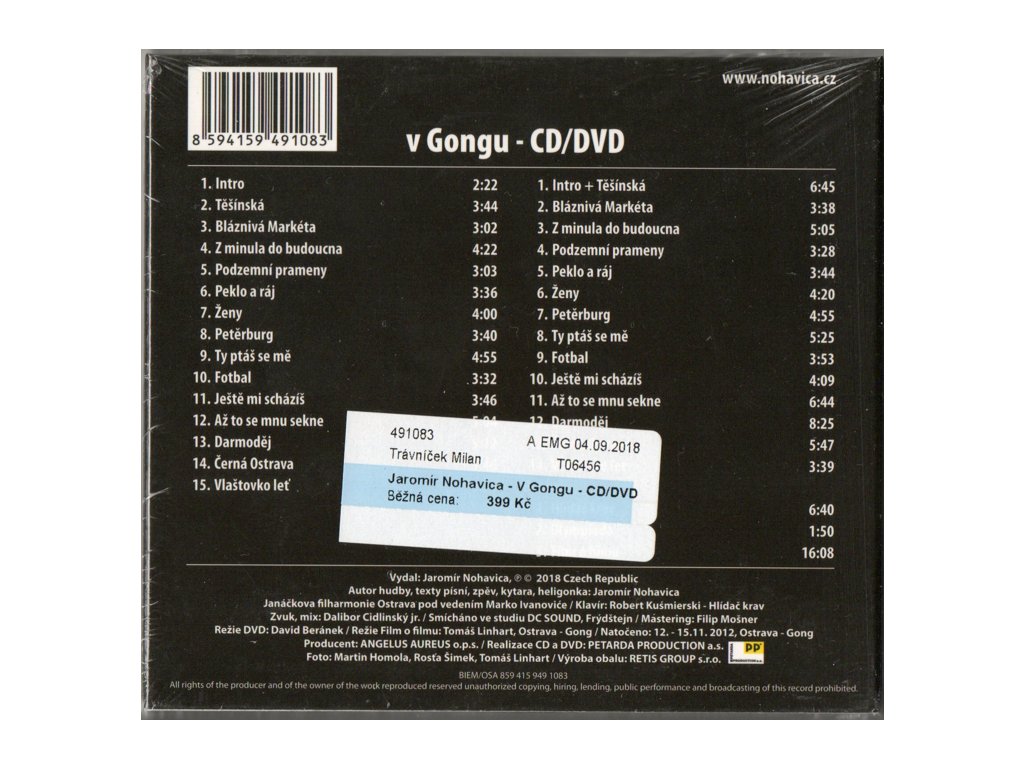 www.nohavica.cz
8 594159 491083
v Gongu - CD/DVD
1. Intro 2:22
2. Těšínská 3:44
3. Bláznivá Markéta 3:02
4. Z minula do budoucna 4:22
5. Podzemní prameny 3:03
6. Peklo a ráj 3:36
7. Ženy 4:00
8. Petěrburg 3:40
9. Ty ptáš se mě 4:55
10. Fotbal 3:32
11. Ještě mi scházíš 3:46
12. Až to se mnu sekne
13. Darmoděj
14. Černá Ostrava
15. Vlaštovko leť
1. Intro + Těšínská 6:45
2. Bláznivá Markéta 3:38
3. Z minula do budoucna 5:05
4. Podzemní prameny 3:28
5. Peklo a ráj 3:44
6. Ženy 4:20
7. Petěrburg 4:55
8. Ty ptáš se mě 5:25
9. Fotbal 3:53
10. Ještě mi scházíš 4:09
11. Až to se mnu sekne 6:44
12. Darmoděj 8:25
5:47
3:39
6:40
1:50
16:08
491083 A EMG 04.09.2018
Trávníček Milan T06456
Jaromír Nohavica - V Gongu - CD/DVD
Běžná cena: 399 Kč
Vydal: Jaromír Nohavica, ℗ © 2018 Czech Republic
Autor hudby, texty písní, zpěv, kytara, heligonka: Jaromír Nohavica
Janáčkova filharmonie Ostrava pod vedením Marko Ivanoviće / Klavír: Robert Kuśmierski - Hlídač krav
Zvuk, mix: Dalibor Cidlinský jr. / Smícháno ve studiu DC SOUND, Frýdštejn / Mastering: Filip Mošner
Režie DVD: David Beránek / Režie Film o filmu: Tomáš Linhart, Ostrava - Gong / Natočeno: 12. - 15.11. 2012, Ostrava - Gong
Producent: ANGELUS AUREUS o.p.s. / Realizace CD a DVD: PETARDA PRODUCTION a.s.
Foto: Martin Homola, Rosťa Šimek, Tomáš Linhart / Výroba obalu: RETIS GROUP s.r.o.
BIEM/OSA 859 415 949 1083
All rights of the producer and of the owner of the work reproduced reserved unauthorized copying, hiring, lending, public performance and broadcasting of this record prohibited.